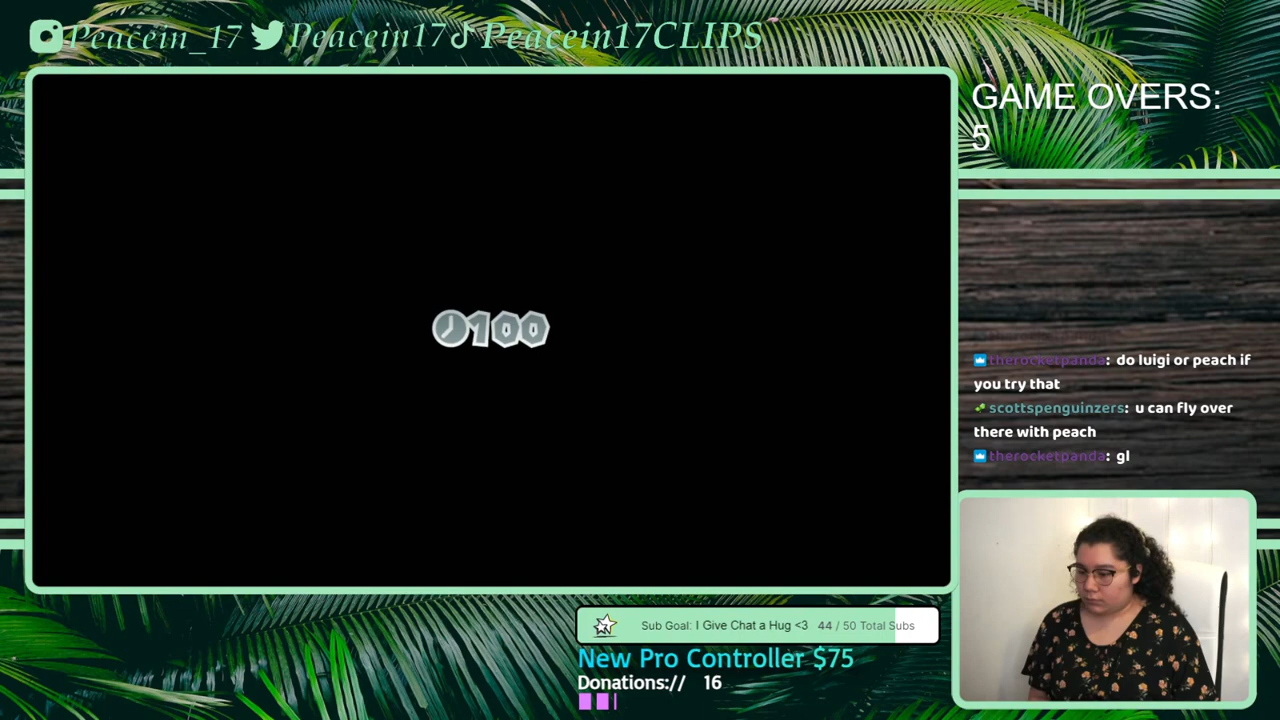 Peacein_17 Peacein17 Peacein17CLIPS
GAME OVERS:
5
100
therocketpanda: do luigi or peach if
you try that
scottspenguinzers: u can fly over
there with peach
therocketpanda: gl
Sub Goal: I Give Chat a Hug <3 44 / 50 Total Subs
New Pro Controller $75
Donations:// 16